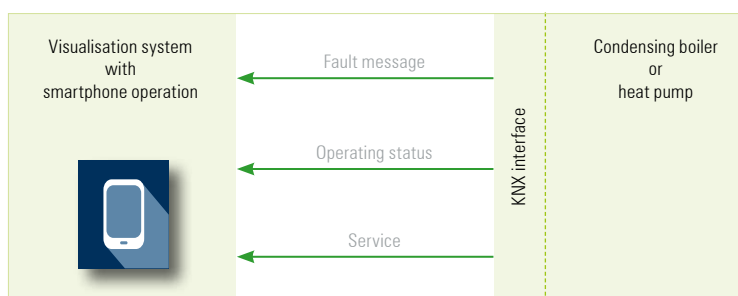 Visualisation system
with
smartphone operation
Fault message
Operating status
Service
KNX interface
Condensing boiler
or
heat pump